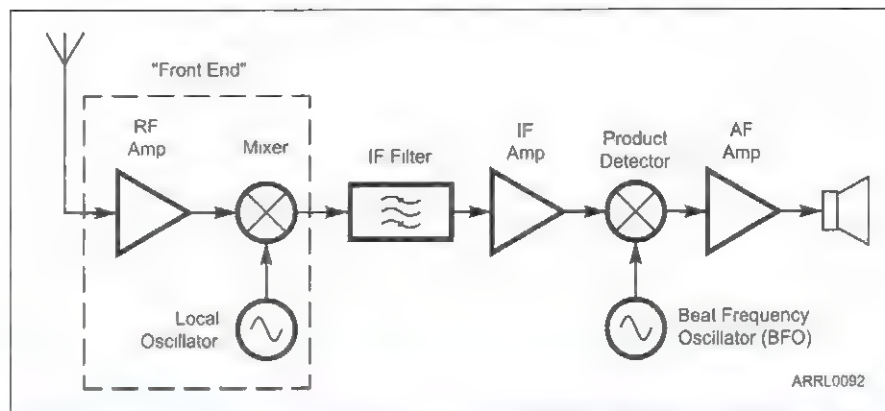 "Front End"
RF
Amp
Mixer
IF Filter
IF
Amp
Product
Detector
AF
Amp
Local
Oscillator
Beat Frequency
Oscillator (BFO)
ARRL0092